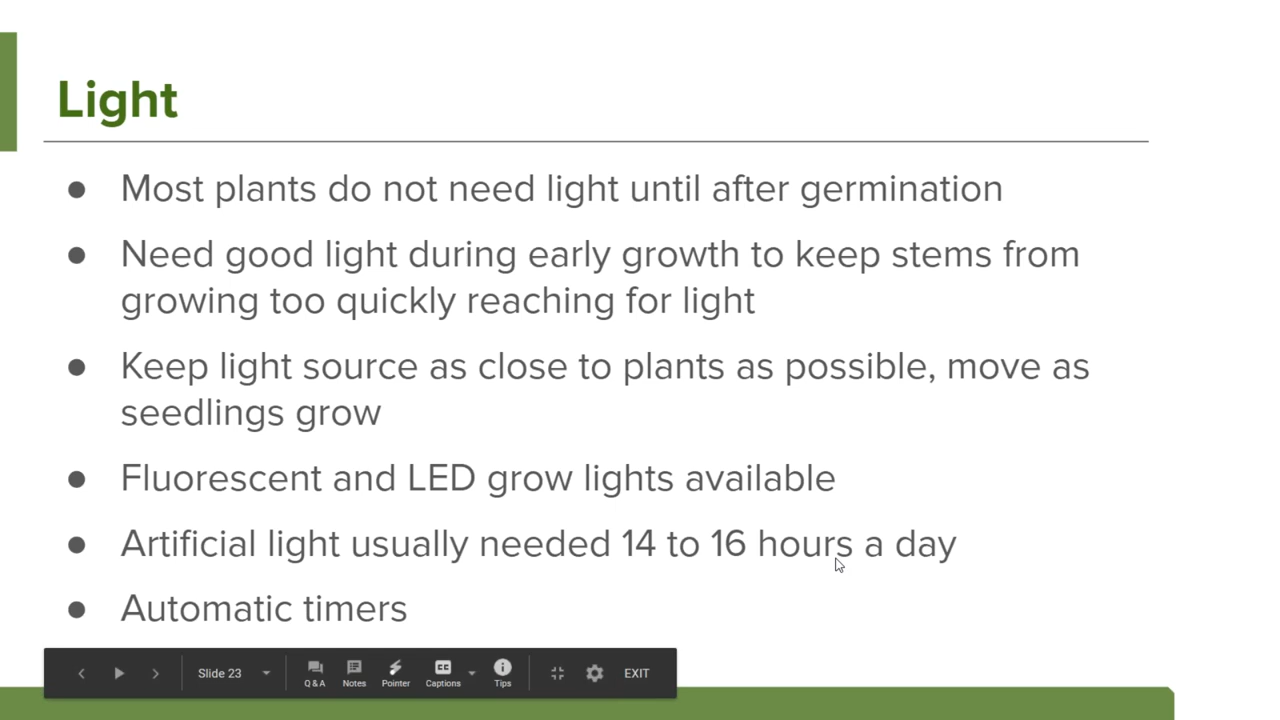 Light
● Most plants do not need light until after germination
● Need good light during early growth to keep stems from
growing too quickly reaching for light
● Keep light source as close to plants as possible, move as
seedlings grow
● Fluorescent and LED grow lights available
● Artificial light usually needed 14 to 16 hours a day
● Automatic timers
Slide 23 Q & A Notes Pointer CC Captions Tips EXIT